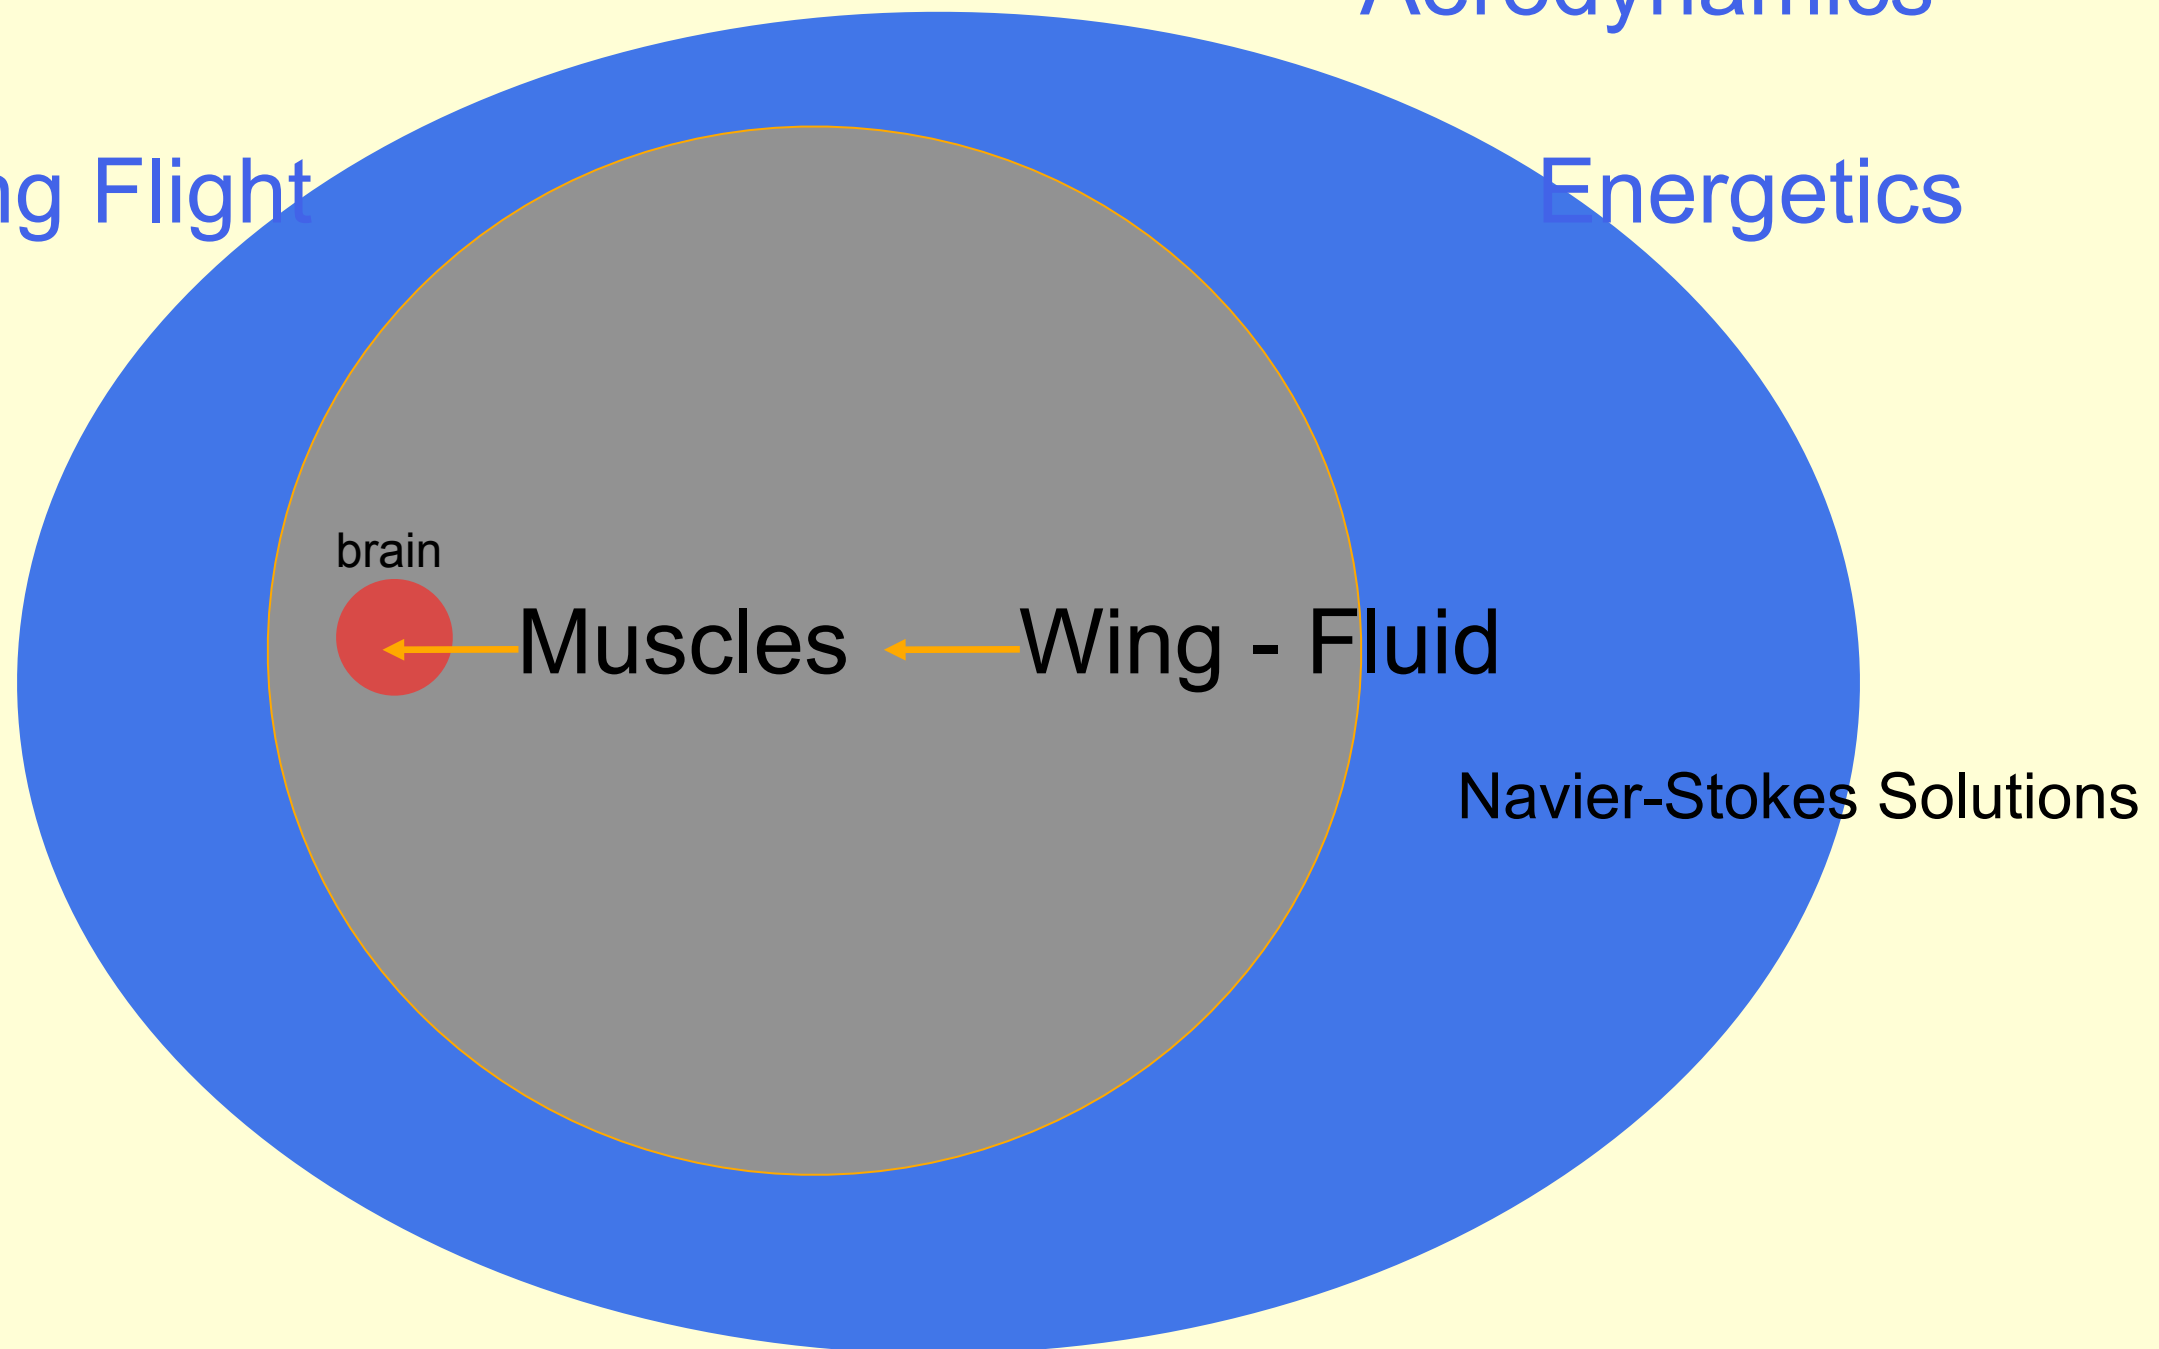 Aerodynamics
ng Flight
Energetics
brain
Muscles
Wing - Fluid
Navier-Stokes Solutions